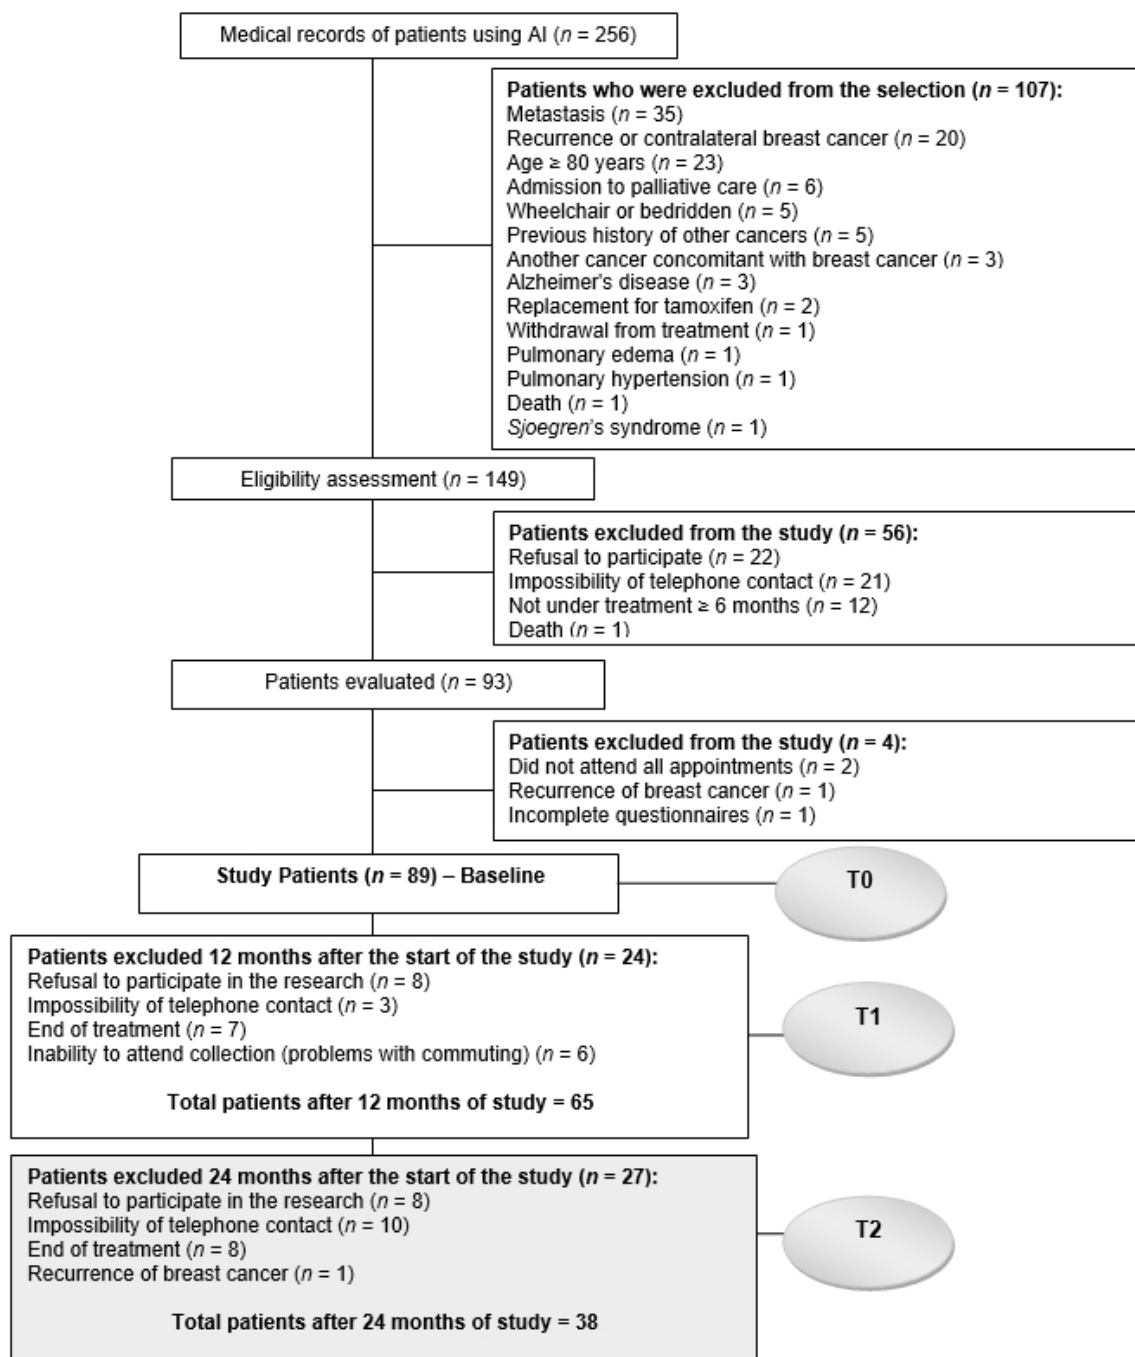 Medical records of patients using AI (n = 256)
Patients who were excluded from the selection (n = 107):
Metastasis (n = 35)
Recurrence or contralateral breast cancer (n = 20)
Age ≥ 80 years (n = 23)
Admission to palliative care (n = 6)
Wheelchair or bedridden (n = 5)
Previous history of other cancers (n = 5)
Another cancer concomitant with breast cancer (n = 3)
Alzheimer's disease (n = 3)
Replacement for tamoxifen (n = 2)
Withdrawal from treatment (n = 1)
Pulmonary edema (n = 1)
Pulmonary hypertension (n = 1)
Death (n = 1)
Sjoegren's syndrome (n = 1)
Eligibility assessment (n = 149)
Patients excluded from the study (n = 56):
Refusal to participate (n = 22)
Impossibility of telephone contact (n = 21)
Not under treatment ≥ 6 months (n = 12)
Death (n = 1)
Patients evaluated (n = 93)
Patients excluded from the study (n = 4):
Did not attend all appointments (n = 2)
Recurrence of breast cancer (n = 1)
Incomplete questionnaires (n = 1)
Study Patients (n = 89) – Baseline
T0
Patients excluded 12 months after the start of the study (n = 24):
Refusal to participate in the research (n = 8)
Impossibility of telephone contact (n = 3)
End of treatment (n = 7)
Inability to attend collection (problems with commuting) (n = 6)
Total patients after 12 months of study = 65
T1
Patients excluded 24 months after the start of the study (n = 27):
Refusal to participate in the research (n = 8)
Impossibility of telephone contact (n = 10)
End of treatment (n = 8)
Recurrence of breast cancer (n = 1)
Total patients after 24 months of study = 38
T2